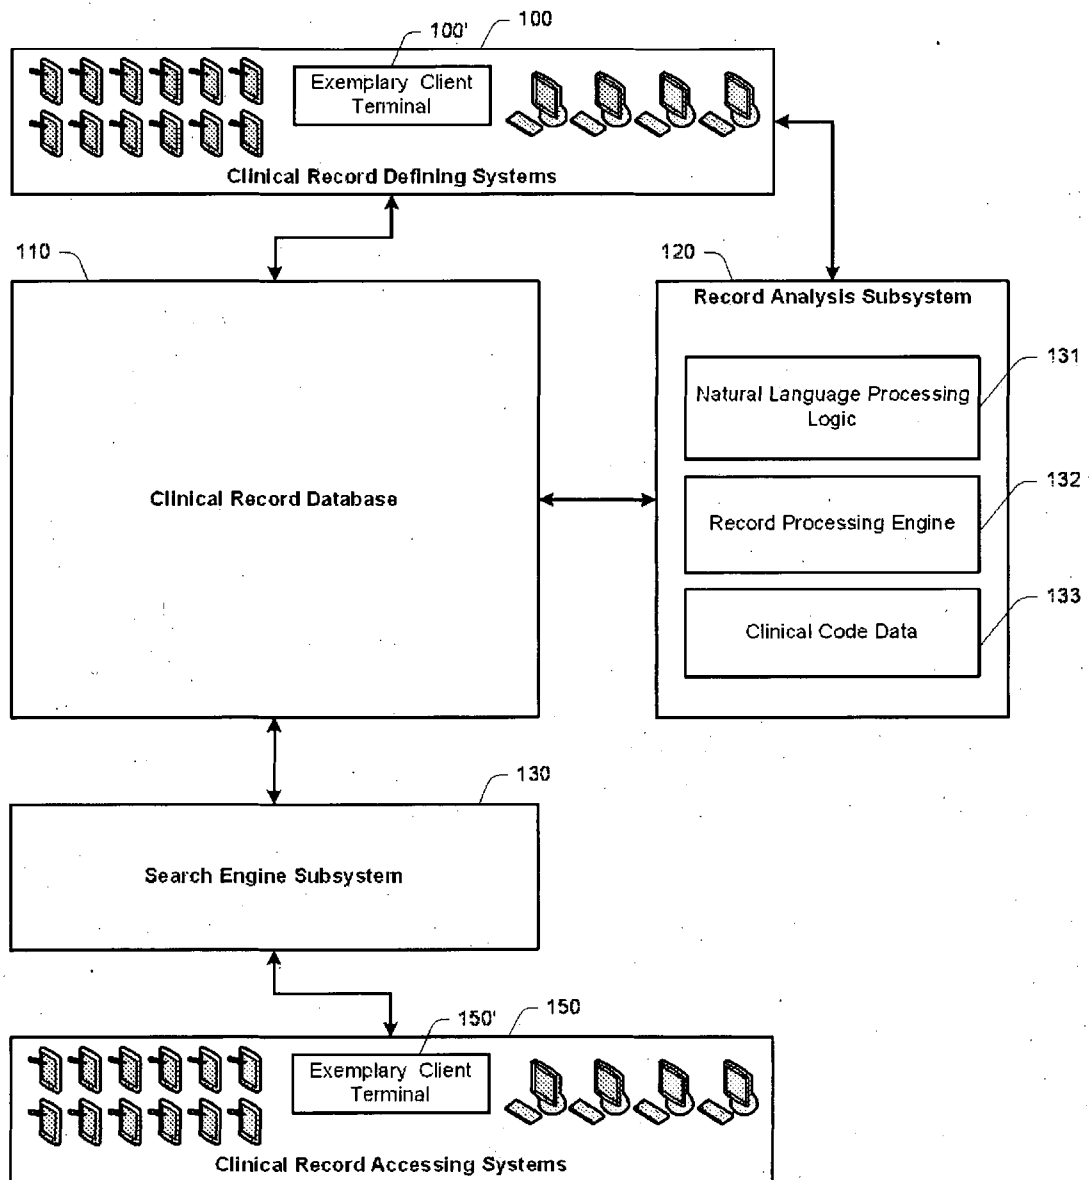 100'
100
Exemplary Client
Terminal
Clinical Record Defining Systems
110
120
Clinical Record Database
Record Analysis Subsystem
131
Natural Language Processing
Logic
132
Record Processing Engine
133
Clinical Code Data
130
Search Engine Subsystem
150'
150
Exemplary Client
Terminal
Clinical Record Accessing Systems